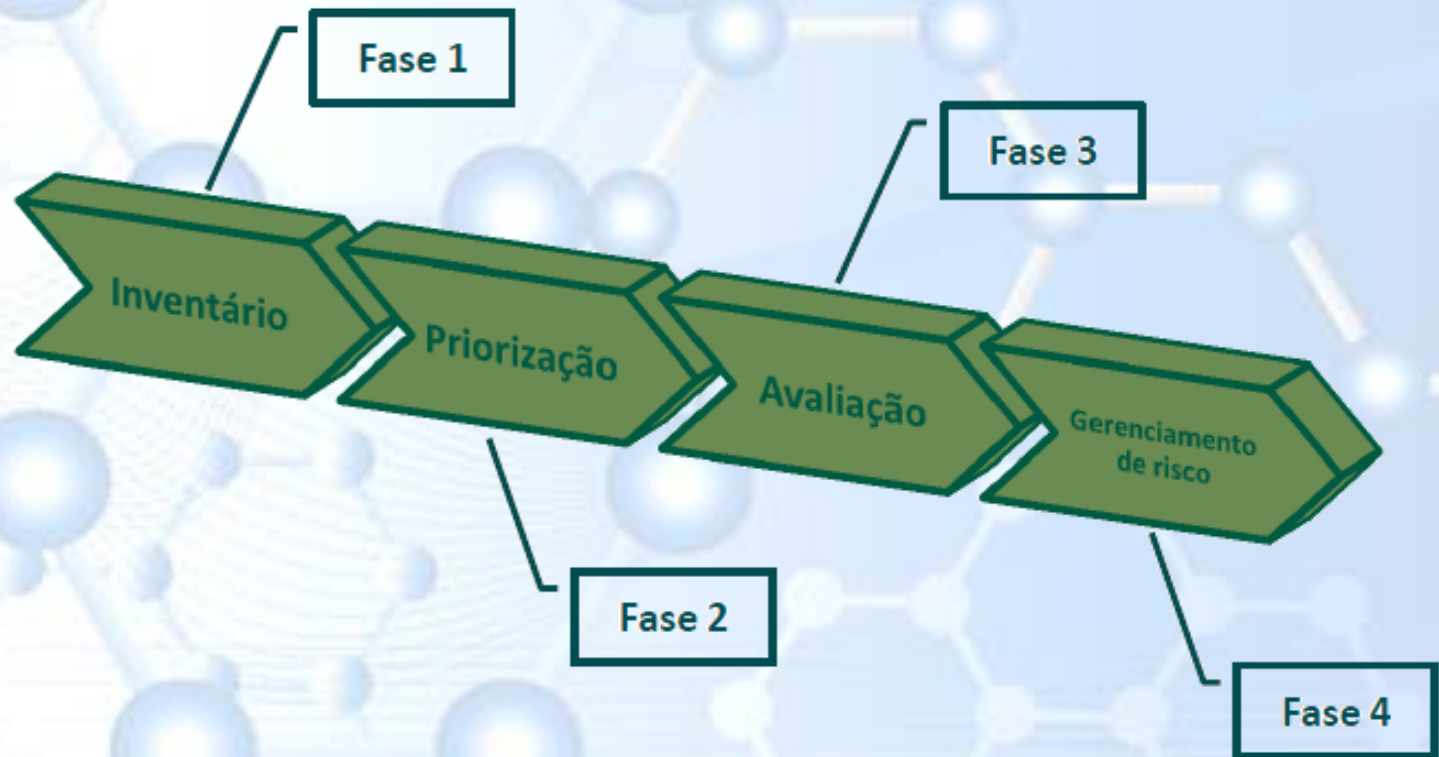 Fase 1
Inventário
Fase 2
Priorização
Fase 3
Avaliação
Fase 4
Gerenciamento
de risco